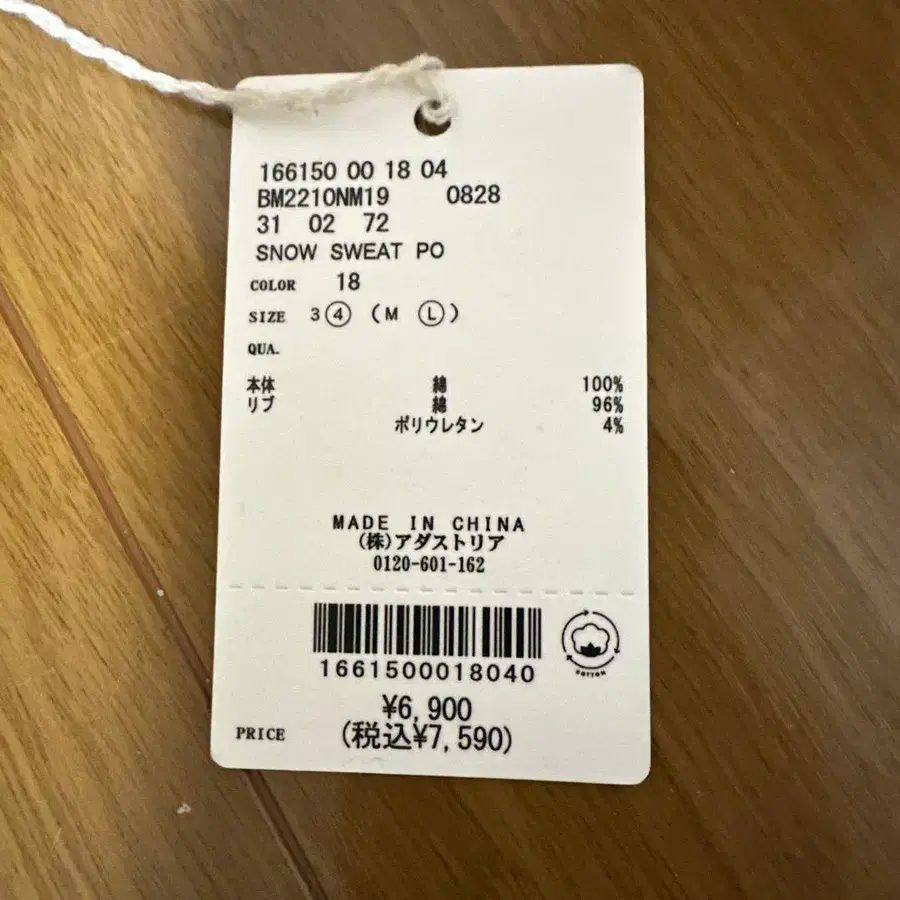 166150 00 18 04
BM2210NM19 0828
31 02 72
SNOW SWEAT PO
COLOR 18
SIZE 3④ (M Ⓛ)
QUA.
本体 綿 100%
リブ 綿 96%
ポリウレタン 4%
MADE IN CHINA
(株)アダストリア
0120-601-162
1661500018040
cotton
¥6,900
PRICE (税込¥7,590)